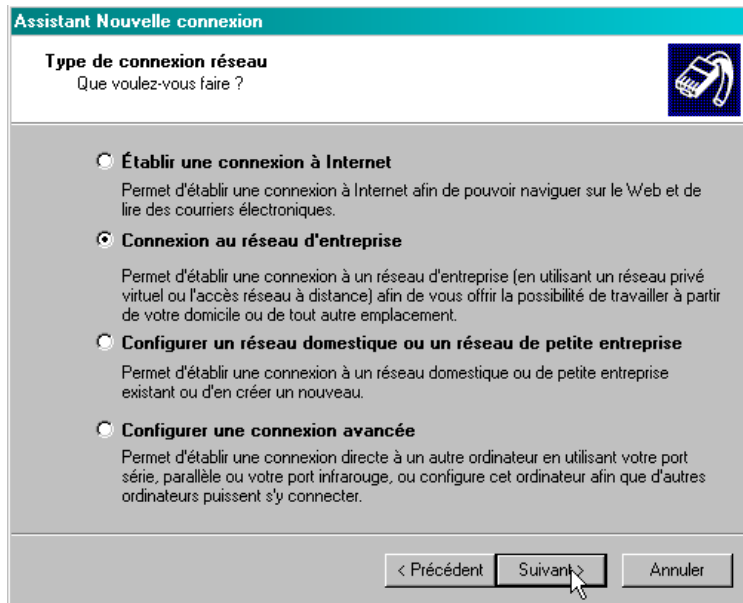 Assistant Nouvelle connexion
Type de connexion réseau
Que voulez-vous faire ?
Établir une connexion à Internet
Permet d'établir une connexion à Internet afin de pouvoir naviguer sur le Web et de
lire des courriers électroniques.
Connexion au réseau d'entreprise
Permet d'établir une connexion à un réseau d'entreprise (en utilisant un réseau privé
virtuel ou l'accès réseau à distance) afin de vous offrir la possibilité de travailler à partir
de votre domicile ou de tout autre emplacement.
Configurer un réseau domestique ou un réseau de petite entreprise
Permet d'établir une connexion à un réseau domestique ou de petite entreprise
existant ou d'en créer un nouveau.
Configurer une connexion avancée
Permet d'établir une connexion directe à un autre ordinateur en utilisant votre port
série, parallèle ou votre port infrarouge, ou configure cet ordinateur afin que d'autres
ordinateurs puissent s'y connecter.
< Précédent Suivant > Annuler